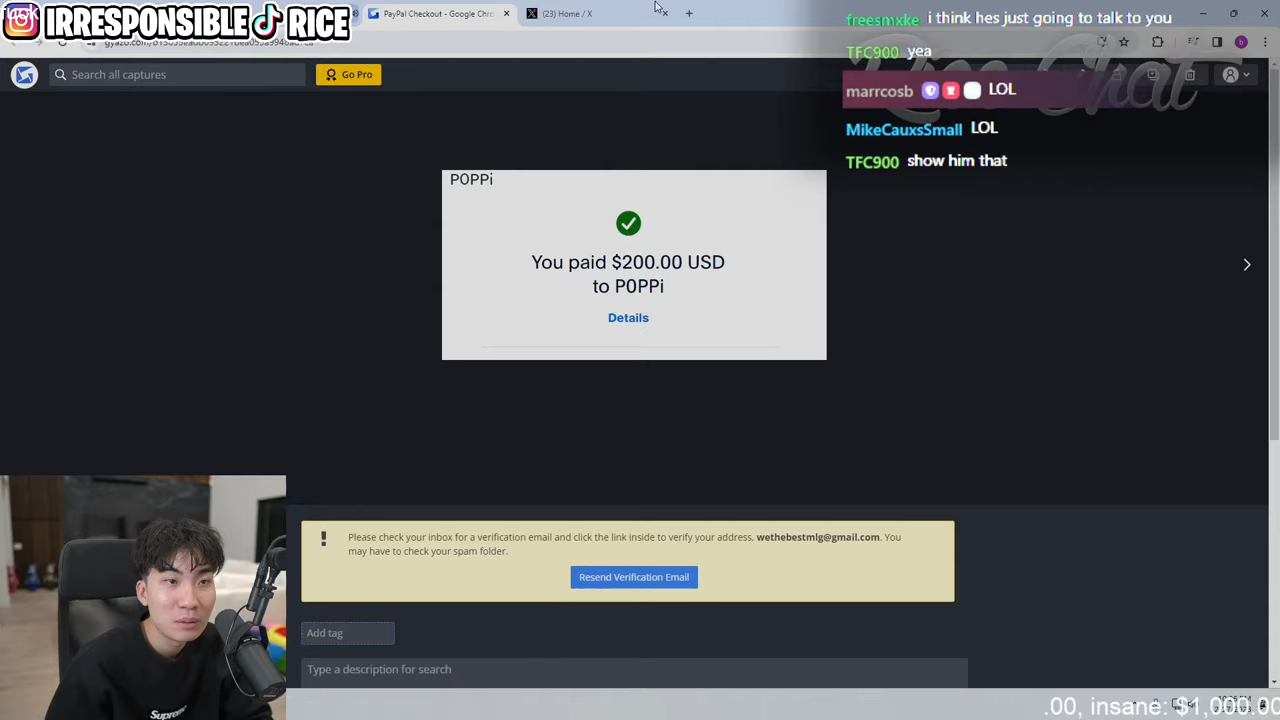 fuck
IRRESPONSIBLE RICE
PayPal Checkout - Google Chro
(23) Home / X
Search all captures
Go Pro
freesmxke i think hes just going to talk to you
TFC900 yea
marrcosb LOL
MikeCauxsSmall LOL
TFC900 show him that
Chat
P0PPi
You paid $200.00 USD
to P0PPi
Details
Please check your inbox for a verification email and click the link inside to verify your address, wethebestmlg@gmail.com. You
may have to check your spam folder.
Resend Verification Email
Add tag
Type a description for search
Supreme
.00, insane: $1,000.00